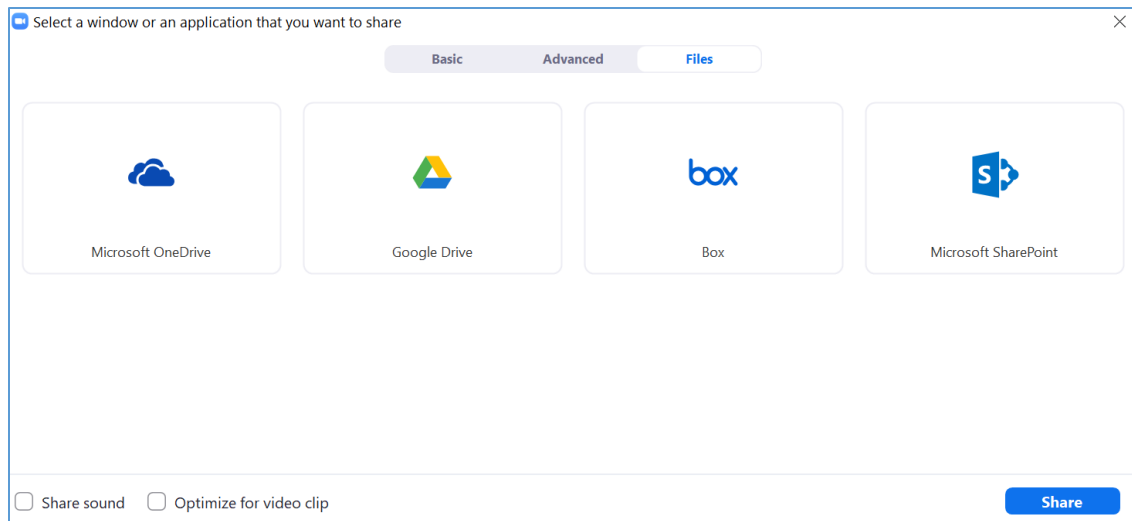 Select a window or an application that you want to share
Basic Advanced Files
box
S
Microsoft OneDrive Google Drive Box Microsoft SharePoint
Share sound Optimize for video clip Share